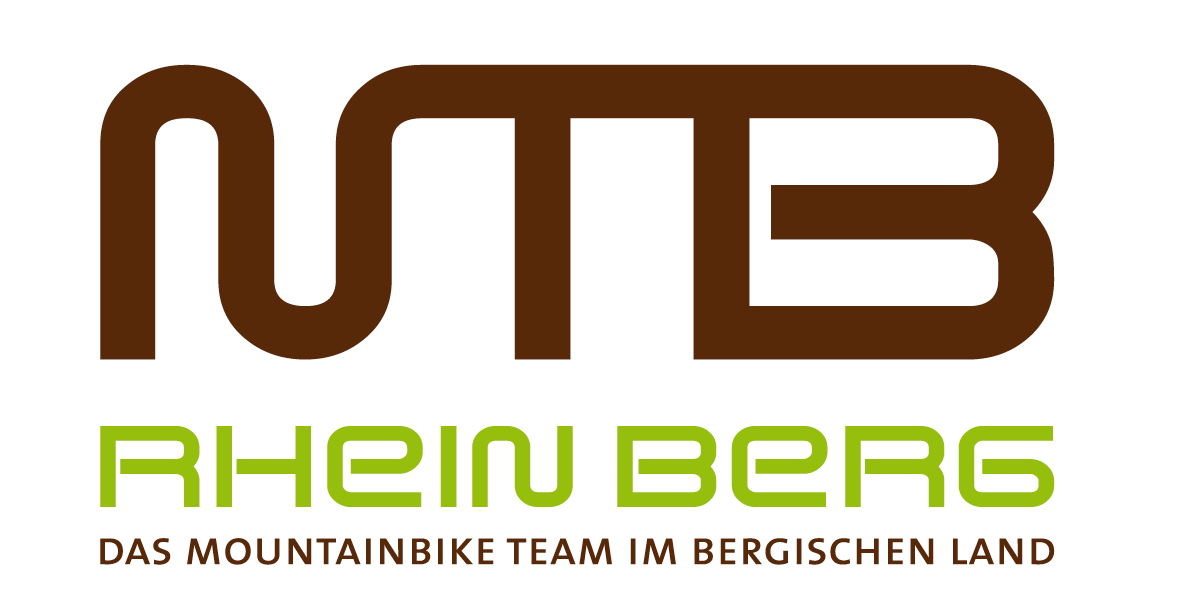 MTB
RHEIN BERG
DAS MOUNTAINBIKE TEAM IM BERGISCHEN LAND